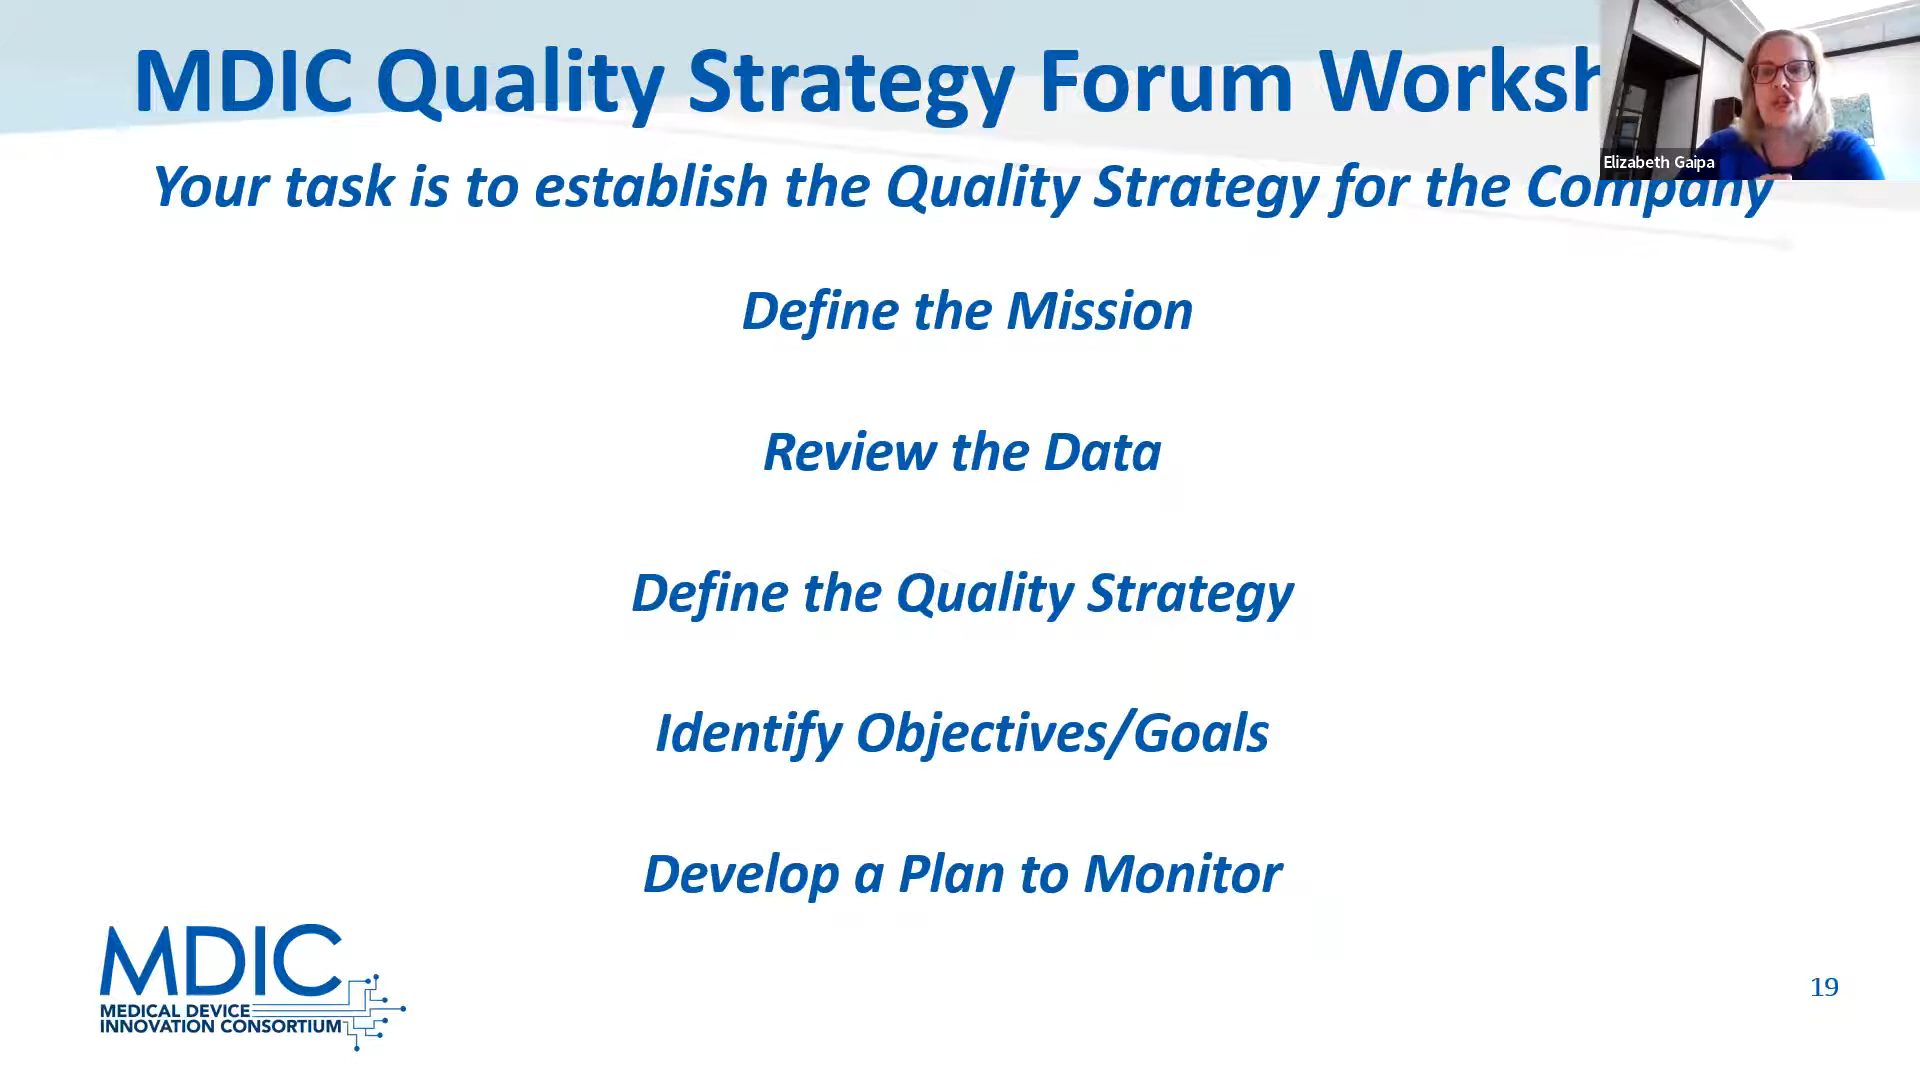 MDIC Quality Strategy Forum Worksh
Elizabeth Gaipa
Your task is to establish the Quality Strategy for the Company
Define the Mission
Review the Data
Define the Quality Strategy
Identify Objectives/Goals
Develop a Plan to Monitor
MDIC
MEDICAL DEVICE
INNOVATION CONSORTIUM
19